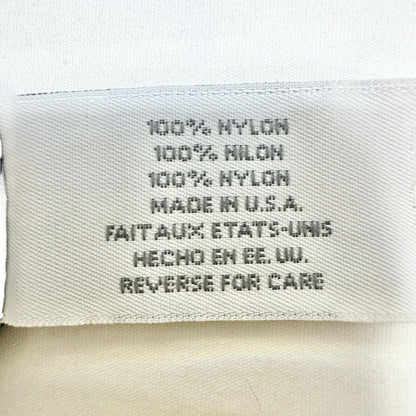 100% NYLON
100% NILON
100% NYLON
MADE IN U.S.A.
FAIT AUX ETATS-UNIS
HECHO EN EE. UU.
REVERSE FOR CARE